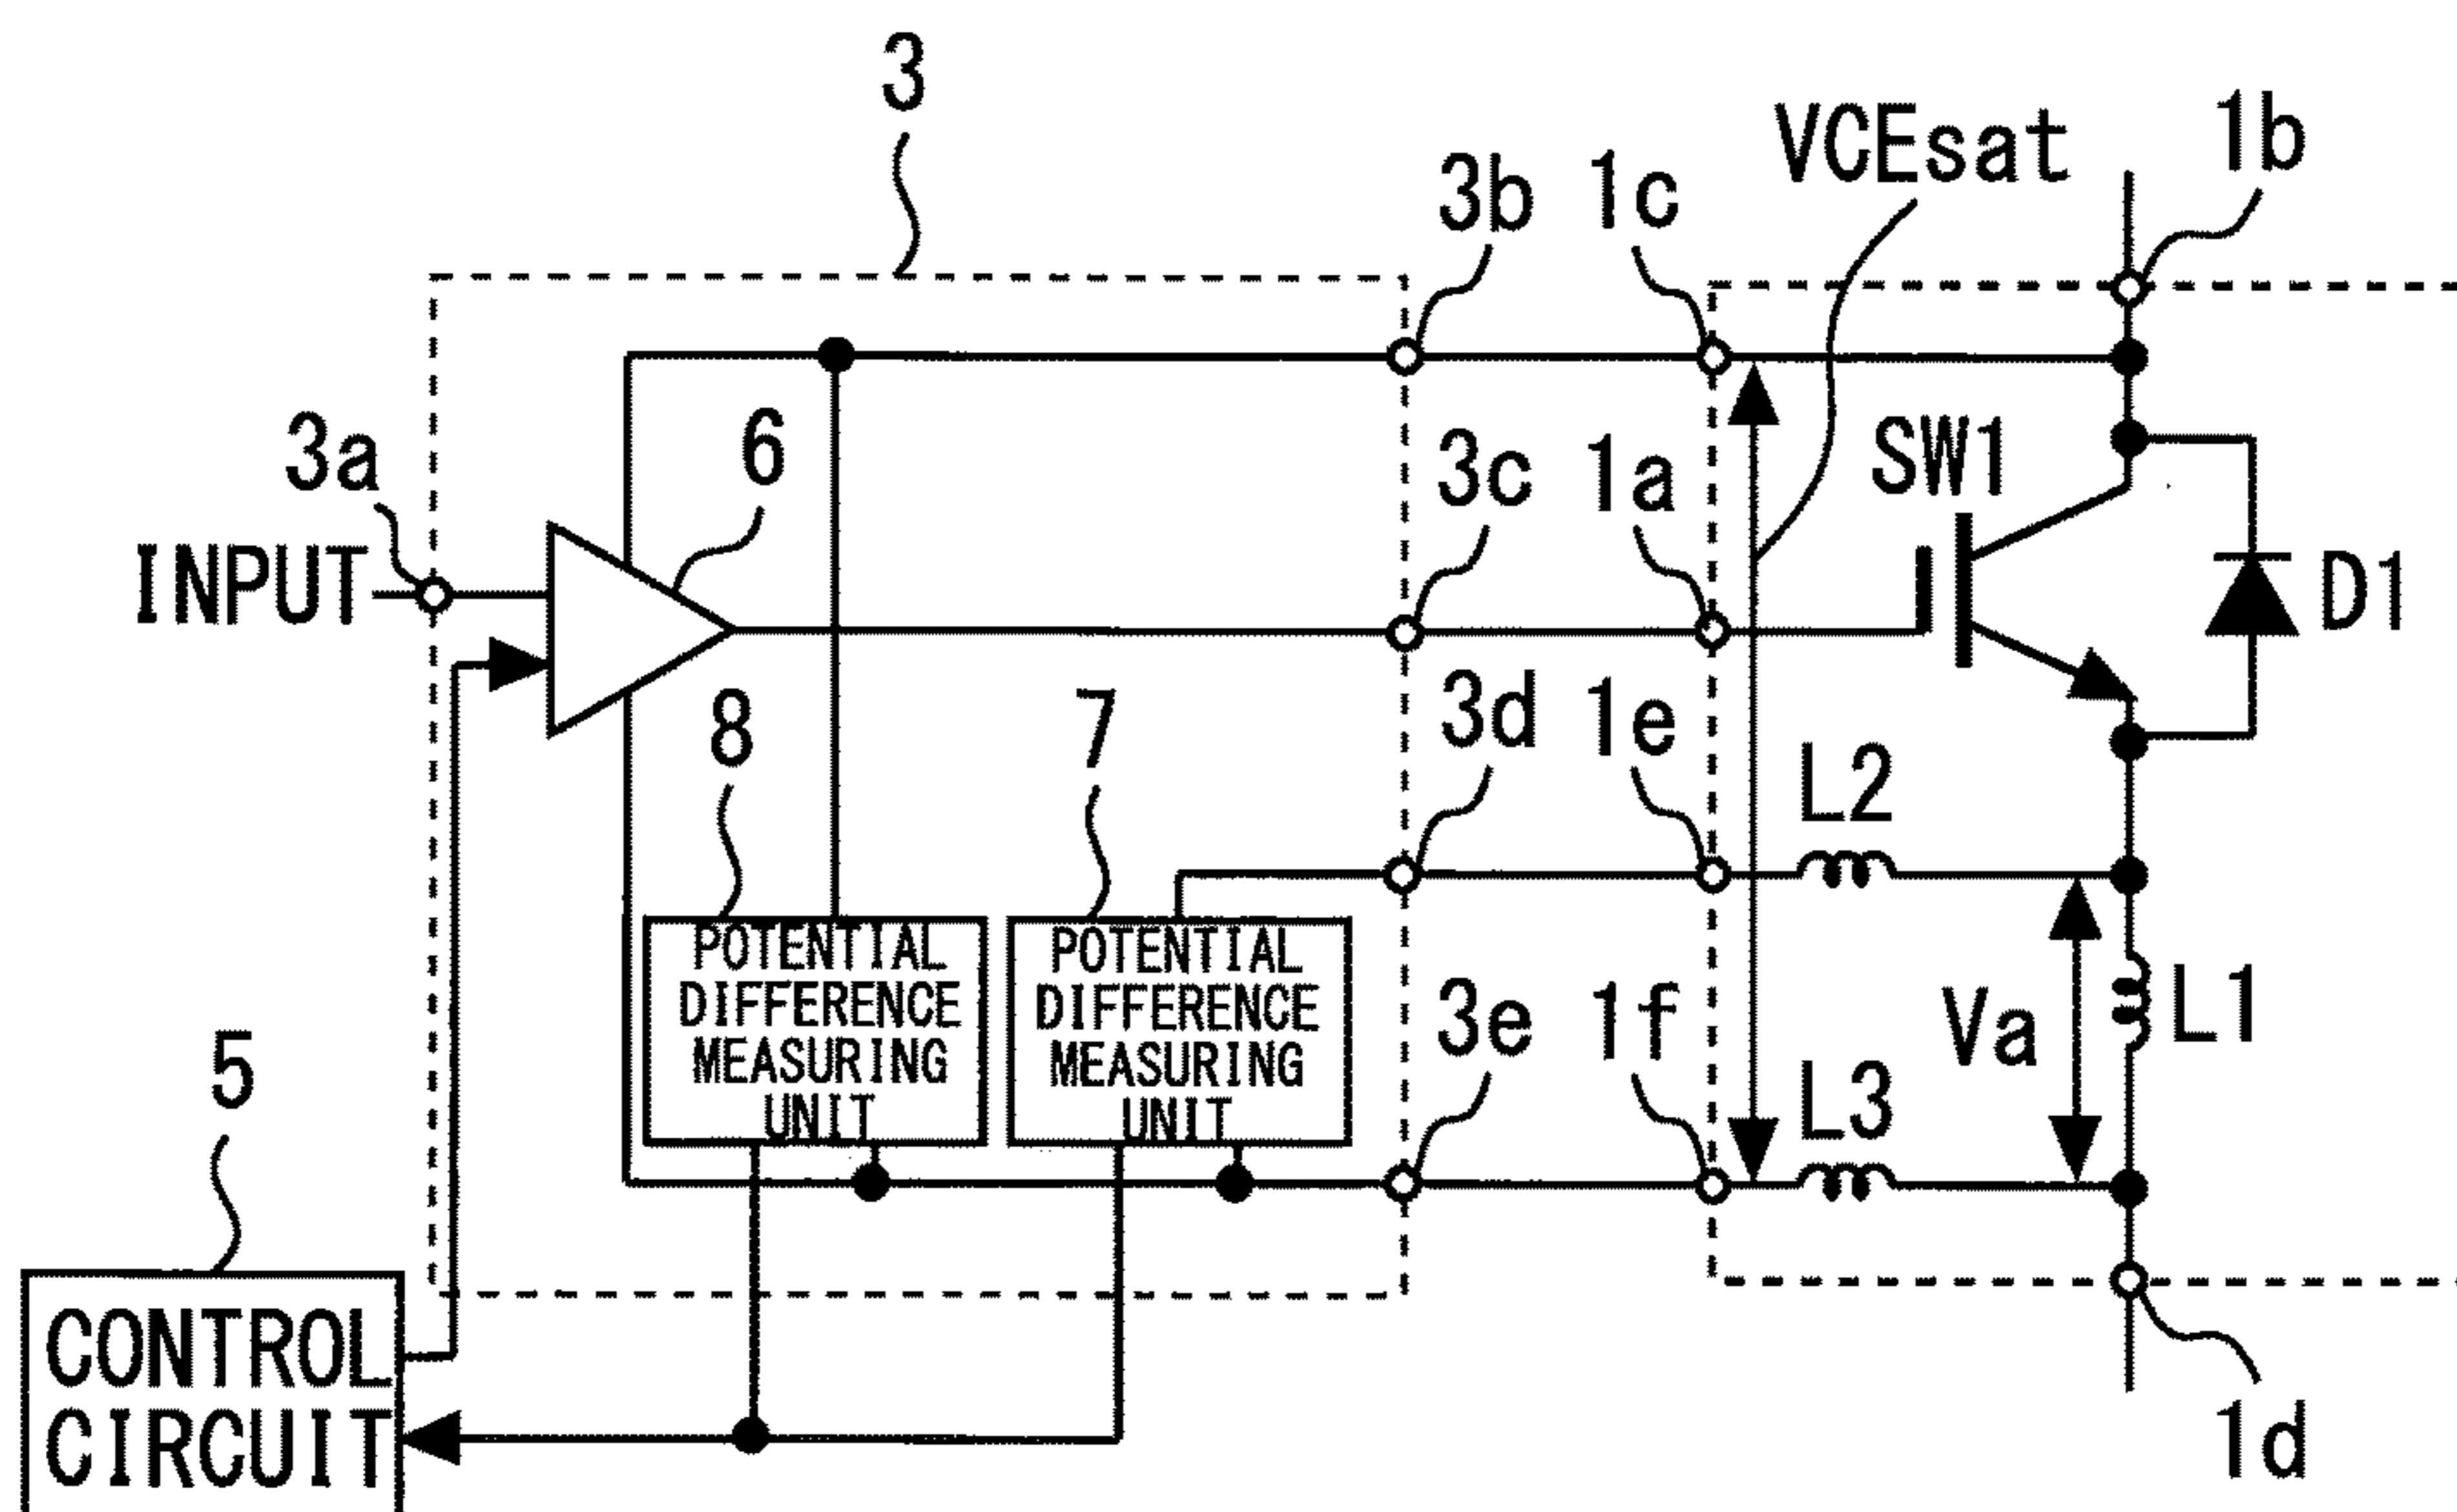 3
VCEsat
1b
3b
1c
3a
6
3c
1a
SW1
INPUT
D1
8
7
3d
1e
L2
POTENTIAL
DIFFERENCE
MEASURING
UNIT
POTENTIAL
DIFFERENCE
MEASURING
UNIT
3e
1f
Va
L1
L3
5
CONTROL
CIRCUIT
1d